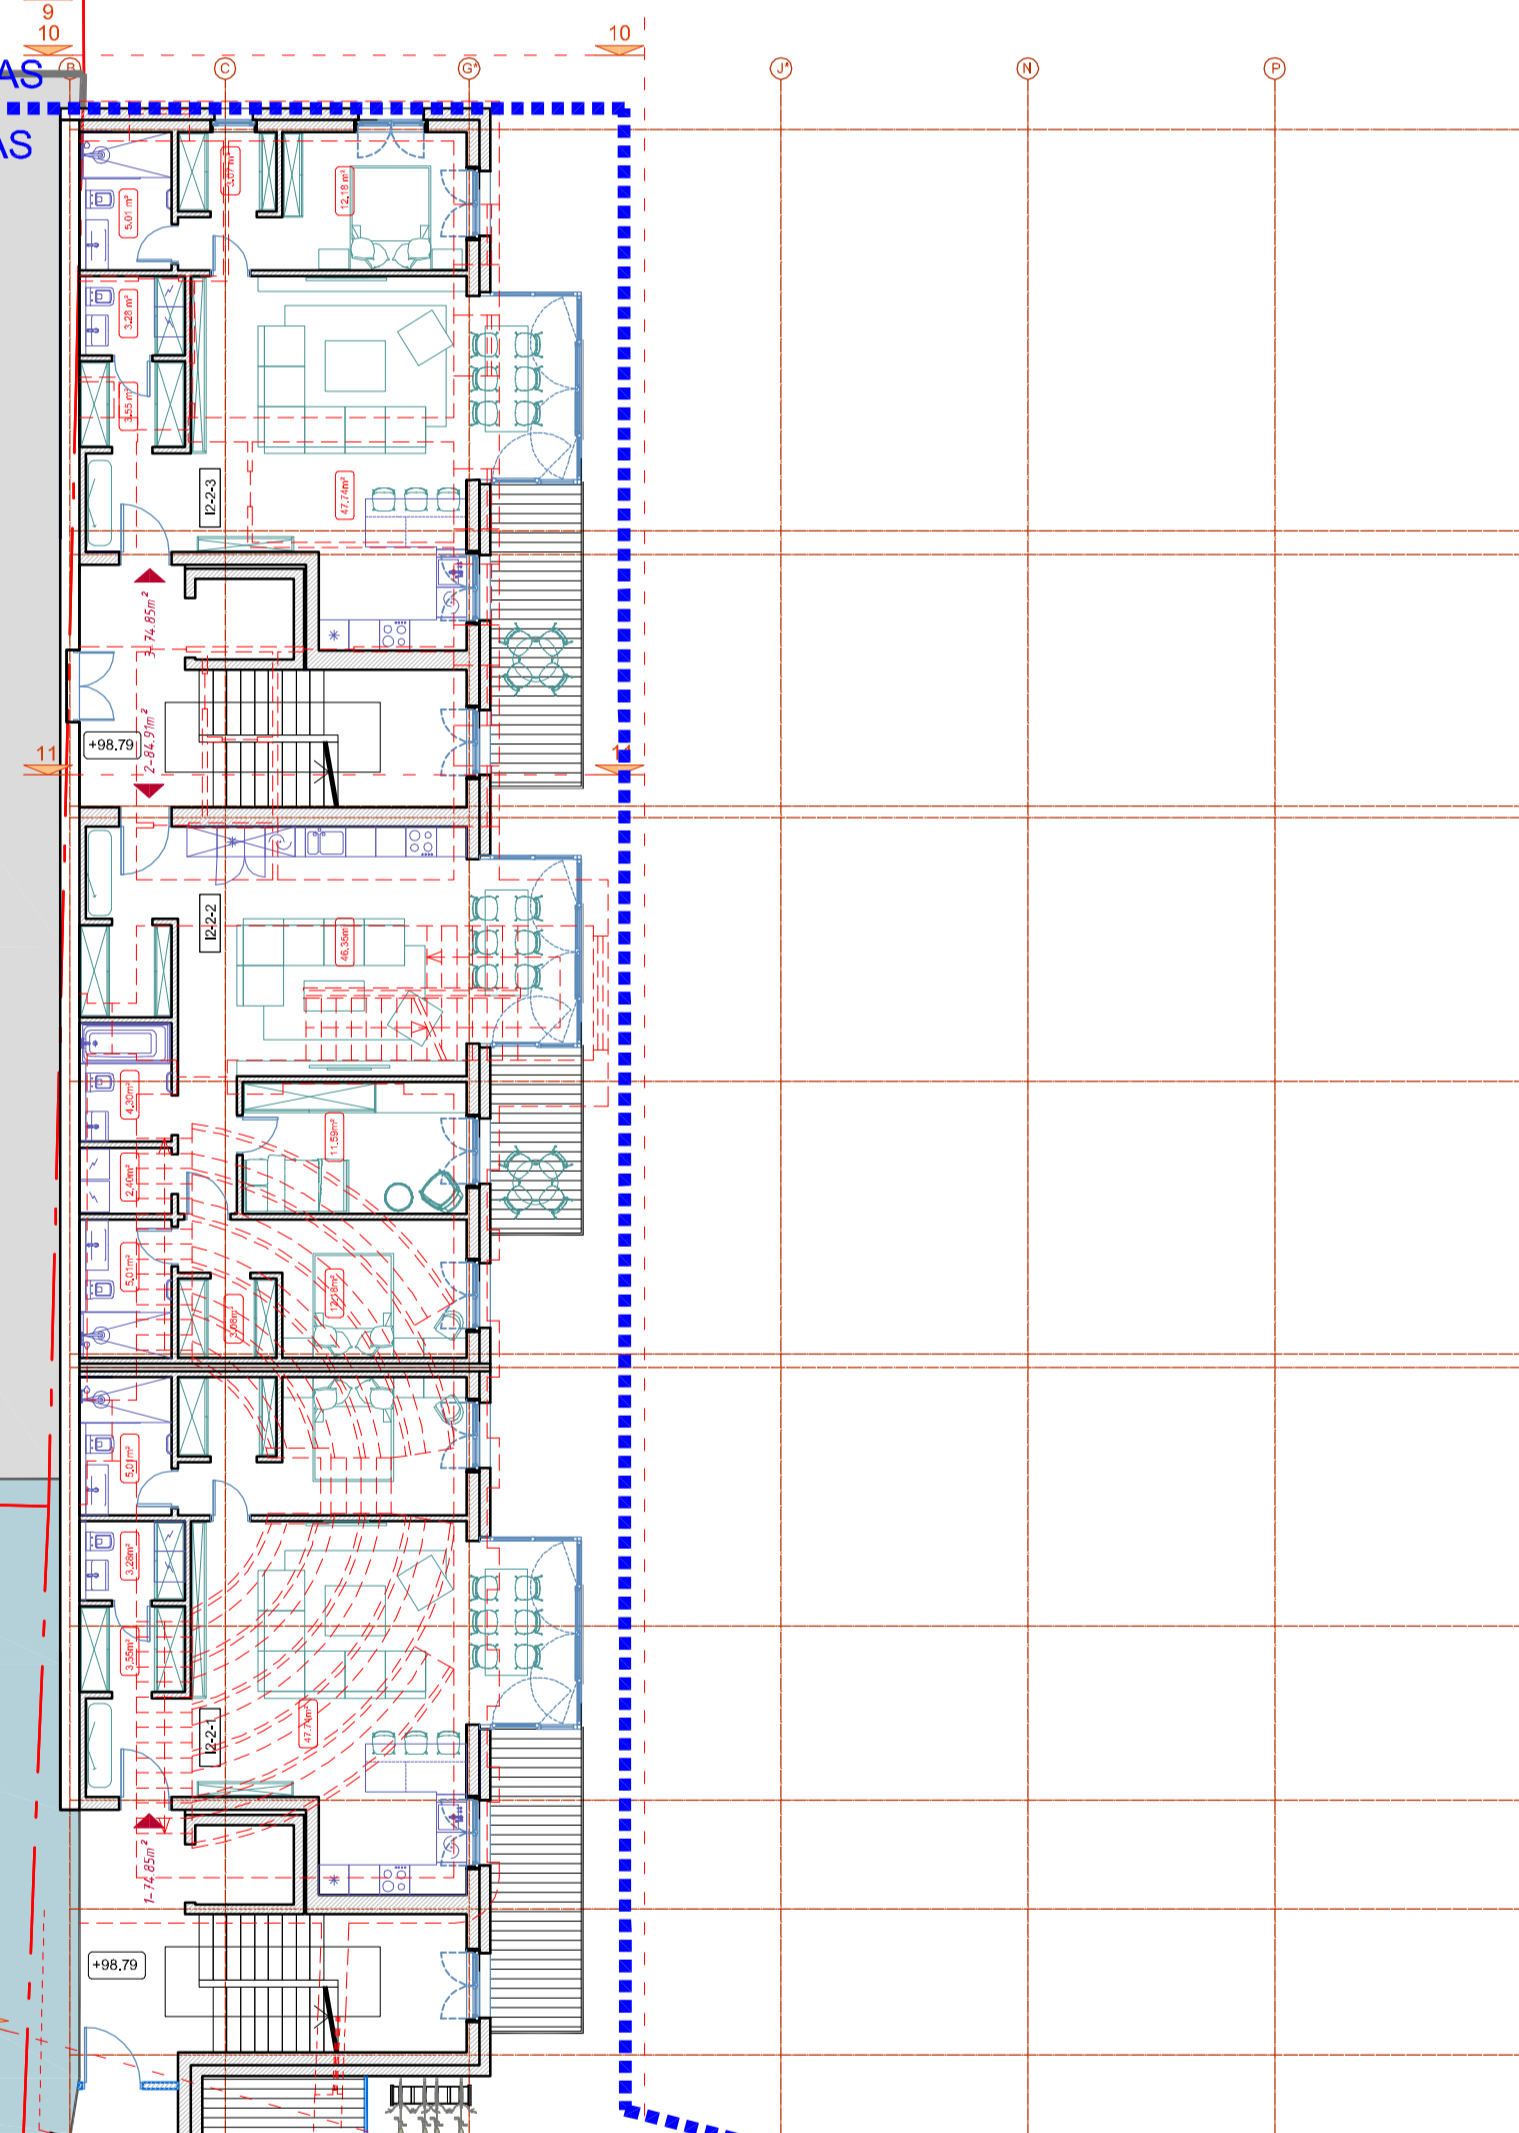 9
10
10
B
C
G*
J*
N
P
AS
AS
5.01 m²
3.07 m²
12.18 m²
3.28 m²
3.55 m²
I2-2-3
47.74m²
3-74.85m²
2-84.91m²
+98.79
11
11
I2-2-2
46.35m²
4.30m²
11.59m²
2.40m²
5.01m²
3.08m²
12.18m²
5.01m²
3.28m²
3.55m²
I2-2-1
47.74m²
1-74.85m²
+98.79